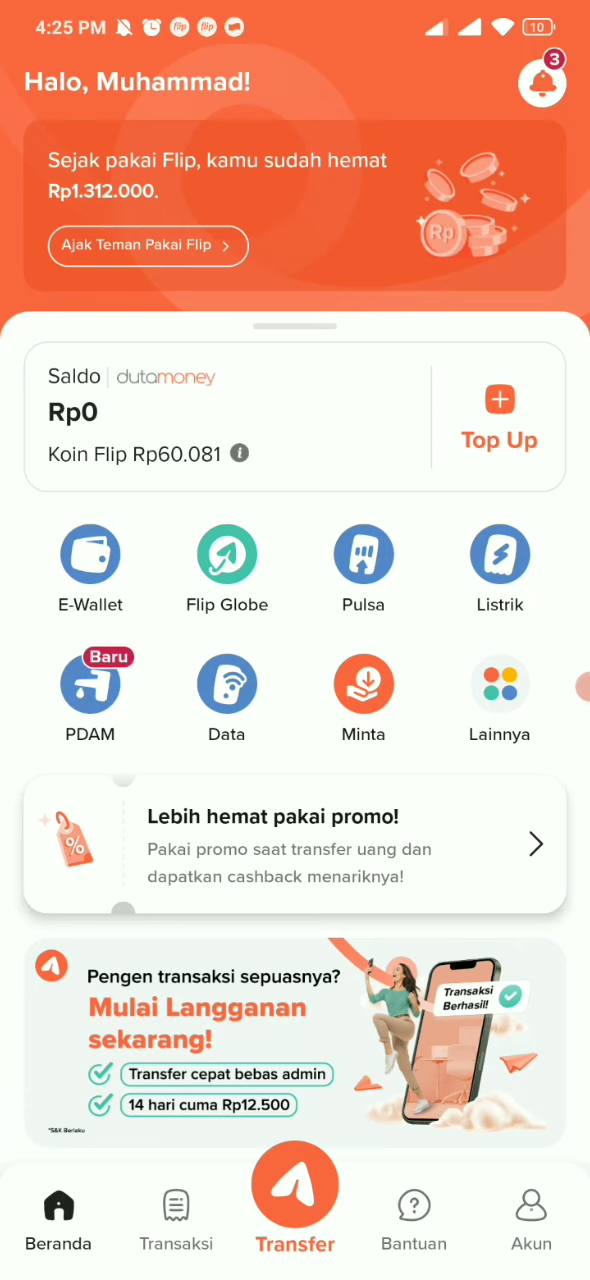 4:25 PM flip flip 10
Halo, Muhammad!
3
Sejak pakai Flip, kamu sudah hemat
Rp1.312.000.
Ajak Teman Pakai Flip
Rp
Saldo dutamoney
Rp0
Koin Flip Rp60.081 i
Top Up
E-Wallet Flip Globe Pulsa Listrik
Baru
PDAM Data Minta Lainnya
%
Lebih hemat pakai promo!
Pakai promo saat transfer uang dan
dapatkan cashback menariknya!
Pengen transaksi sepuasnya?
Mulai Langganan
sekarang!
Transfer cepat bebas admin
14 hari cuma Rp12.500
*S&K Berlaku
Transaksi
Berhasil!
Beranda Transaksi Transfer Bantuan Akun